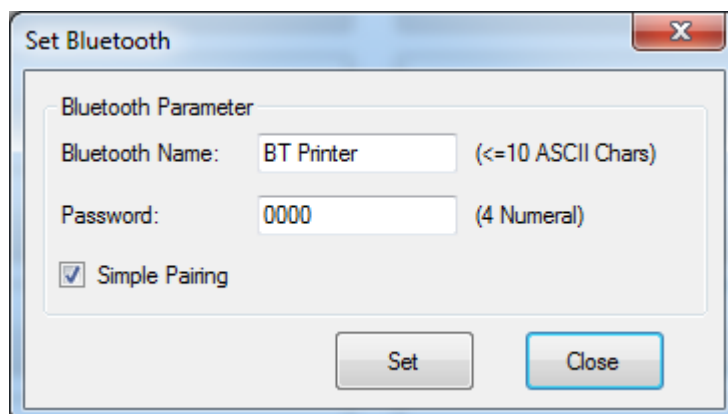 Set Bluetooth
Bluetooth Parameter
Bluetooth Name: BT Printer (<=10 ASCII Chars)
Password: 0000 (4 Numeral)
Simple Pairing
Set Close